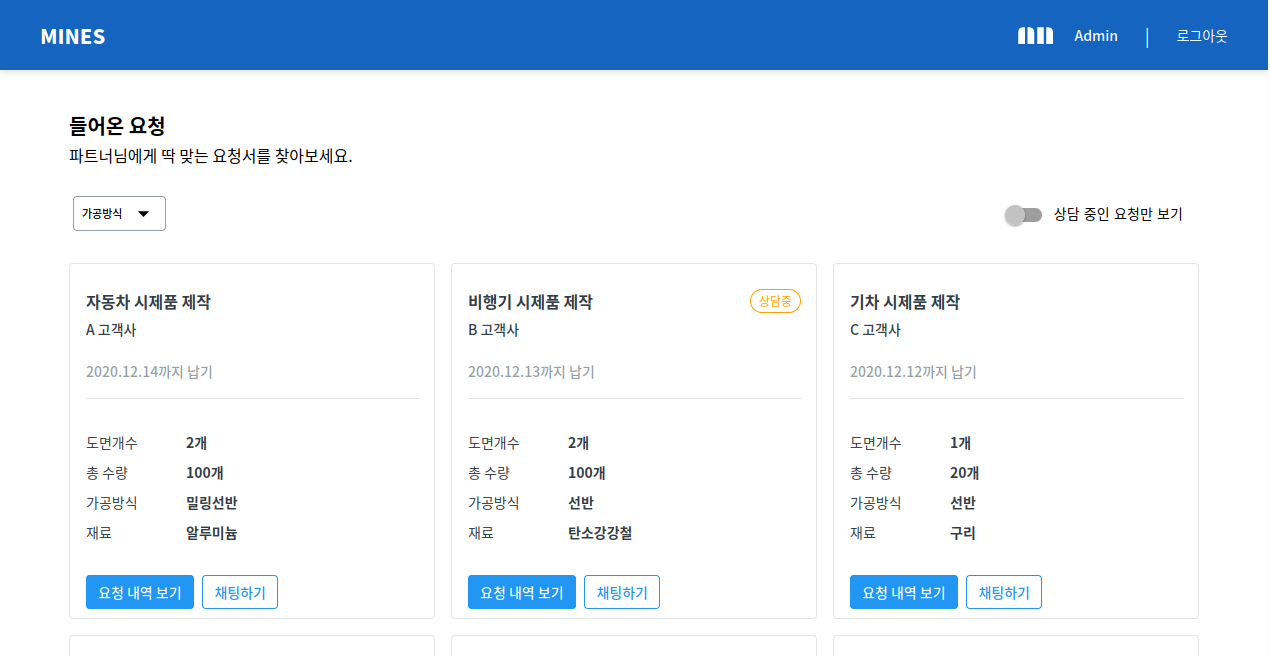 MINES
Admin | 로그아웃
들어온 요청
파트너님에게 딱 맞는 요청서를 찾아보세요.
가공방식
상담 중인 요청만 보기
자동차 시제품 제작
A 고객사
2020.12.14까지 납기
도면개수 2개
총 수량 100개
가공방식 밀링선반
재료 알루미늄
요청 내역 보기 채팅하기
비행기 시제품 제작 상담중
B 고객사
2020.12.13까지 납기
도면개수 2개
총 수량 100개
가공방식 선반
재료 탄소강강철
요청 내역 보기 채팅하기
기차 시제품 제작
C 고객사
2020.12.12까지 납기
도면개수 1개
총 수량 20개
가공방식 선반
재료 구리
요청 내역 보기 채팅하기